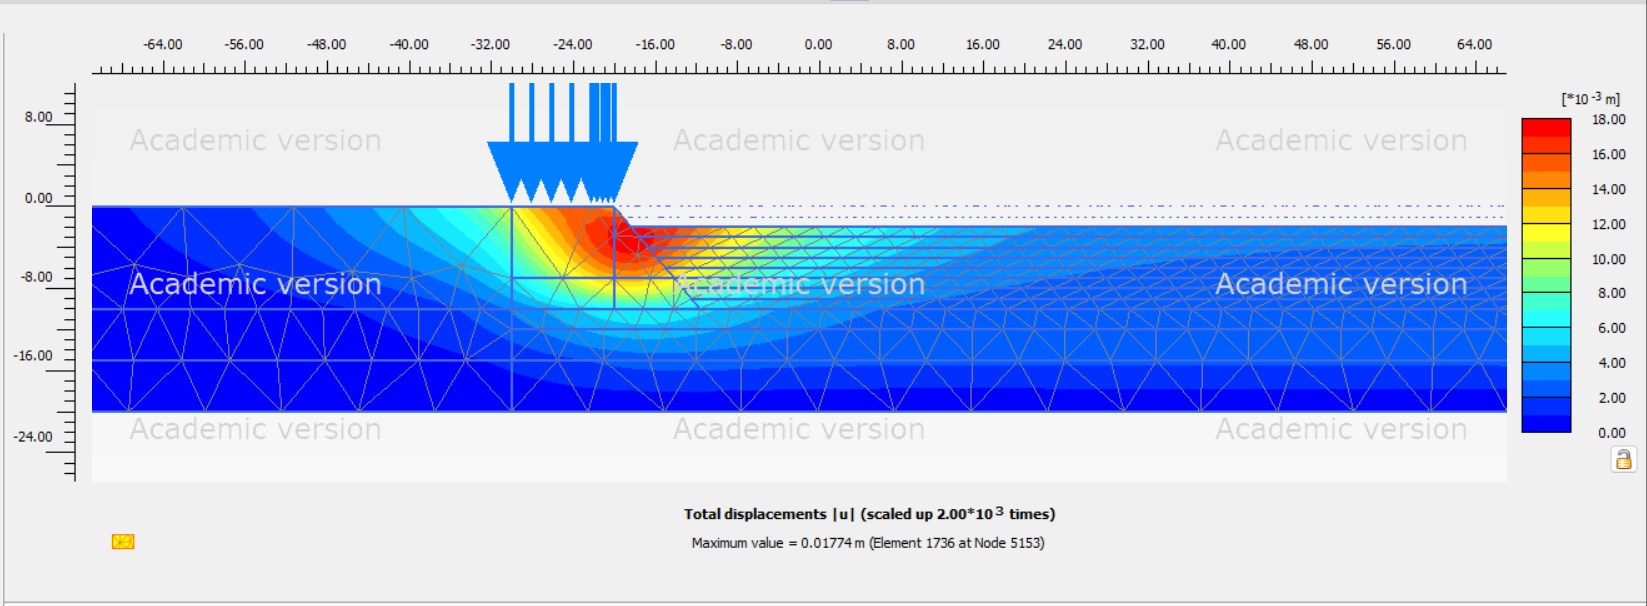 -64.00 -56.00 -48.00 -40.00 -32.00 -24.00 -16.00 -8.00 0.00 8.00 16.00 24.00 32.00 40.00 48.00 56.00 64.00
[*10⁻³ m]
8.00
0.00
-8.00
-16.00
-24.00
Academic version Academic version Academic version
Academic version Academic version Academic version
Academic version Academic version Academic version
18.00
16.00
14.00
12.00
10.00
8.00
6.00
4.00
2.00
0.00
Total displacements |u| (scaled up 2.00*10³ times)
Maximum value = 0.01774 m (Element 1736 at Node 5153)